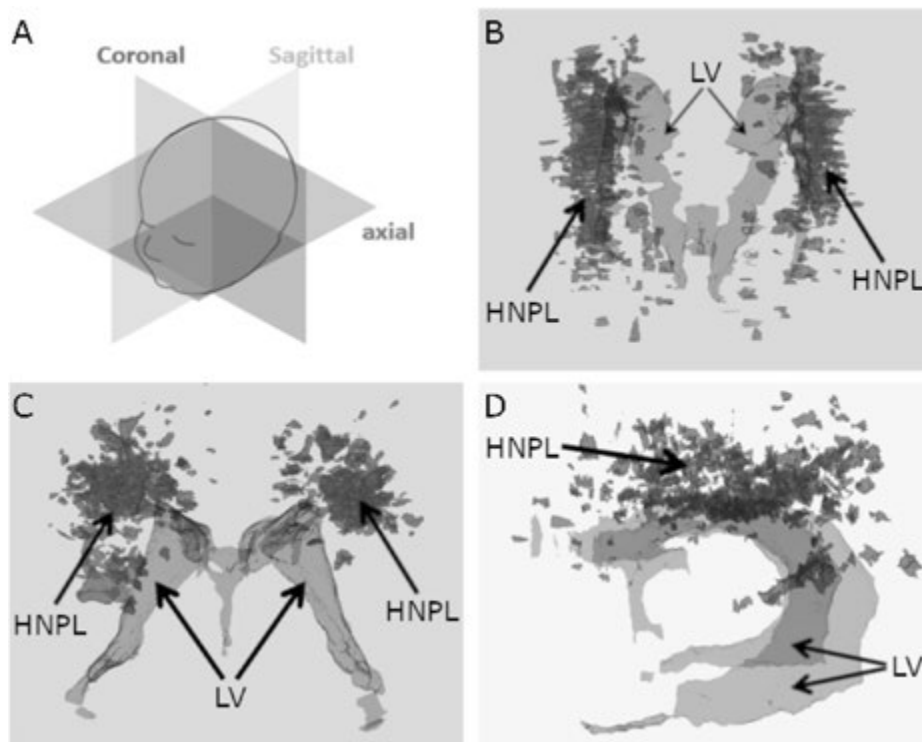 A
Coronal
Sagittal
axial
B
LV
HNPL
HNPL
C
HNPL
HNPL
LV
D
HNPL
LV